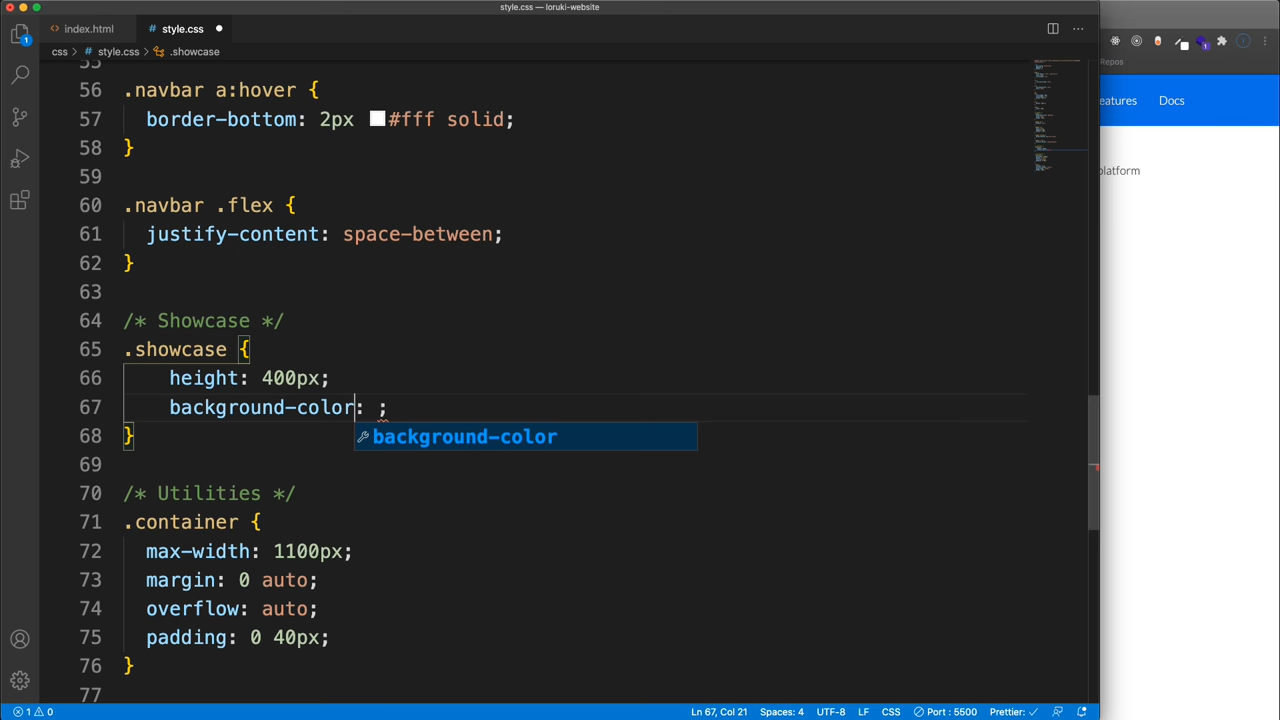 style.css — loruki-website
index.html
# style.css
css > # style.css > .showcase
Repos
eatures Docs
platform
55
56 .navbar a:hover {
57 border-bottom: 2px #fff solid;
58 }
59
60 .navbar .flex {
61 justify-content: space-between;
62 }
63
64 /* Showcase */
65 .showcase {
66 height: 400px;
67 background-color: ;
background-color
68 }
69
70 /* Utilities */
71 .container {
72 max-width: 1100px;
73 margin: 0 auto;
74 overflow: auto;
75 padding: 0 40px;
76 }
77
1 0 Ln 67, Col 21 Spaces: 4 UTF-8 LF CSS Port : 5500 Prettier: ✓